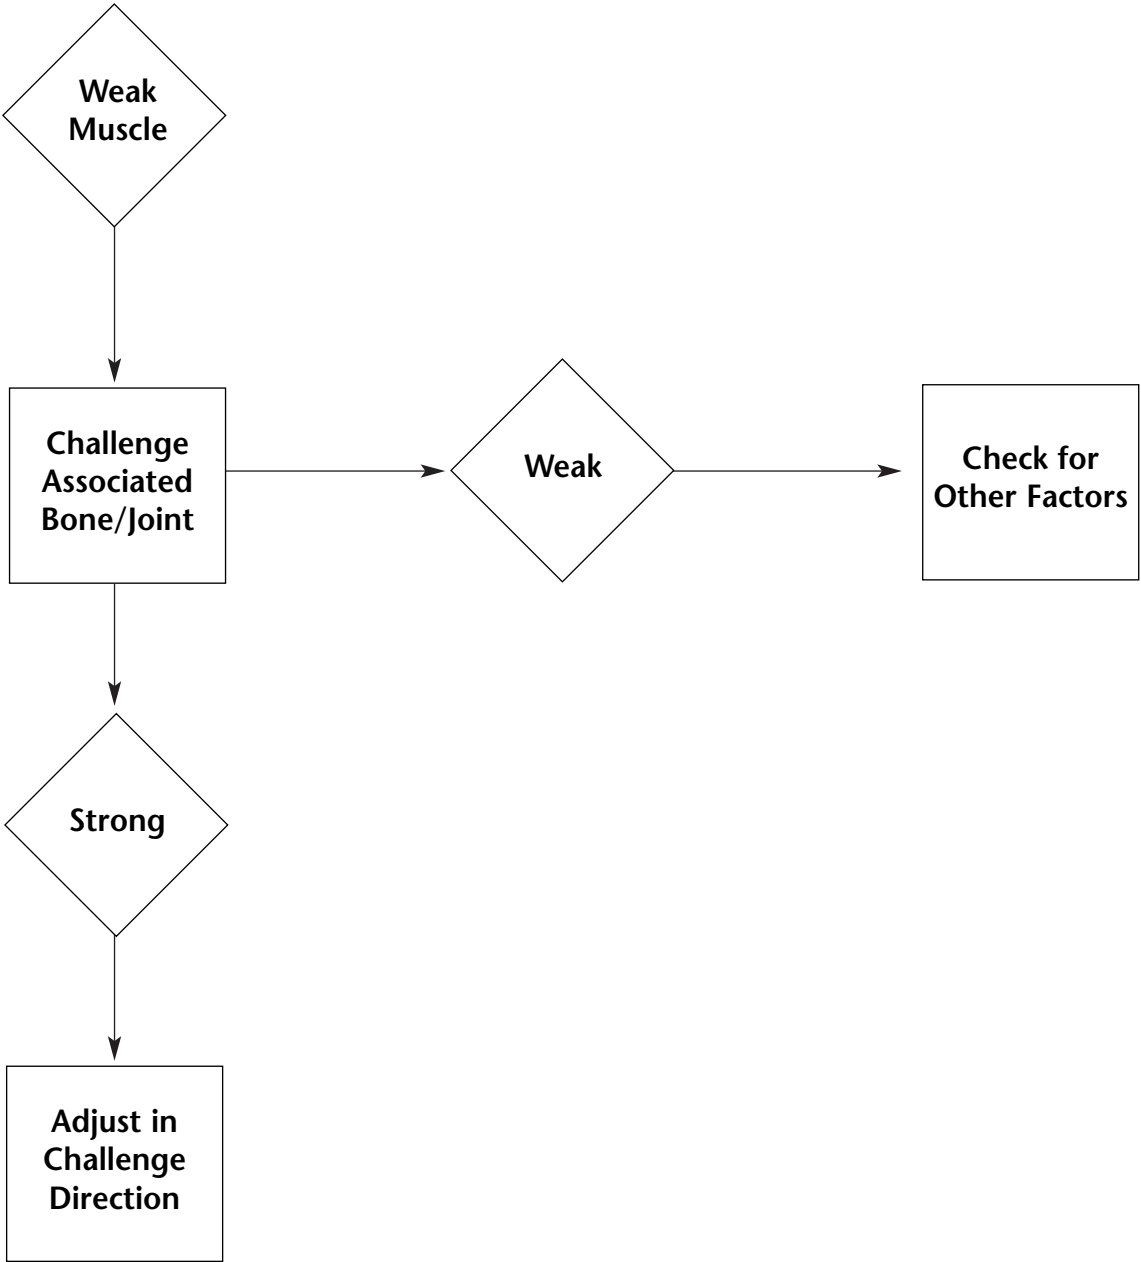 Weak
Muscle
Challenge
Associated
Bone/Joint
Weak
Check for
Other Factors
Strong
Adjust in
Challenge
Direction